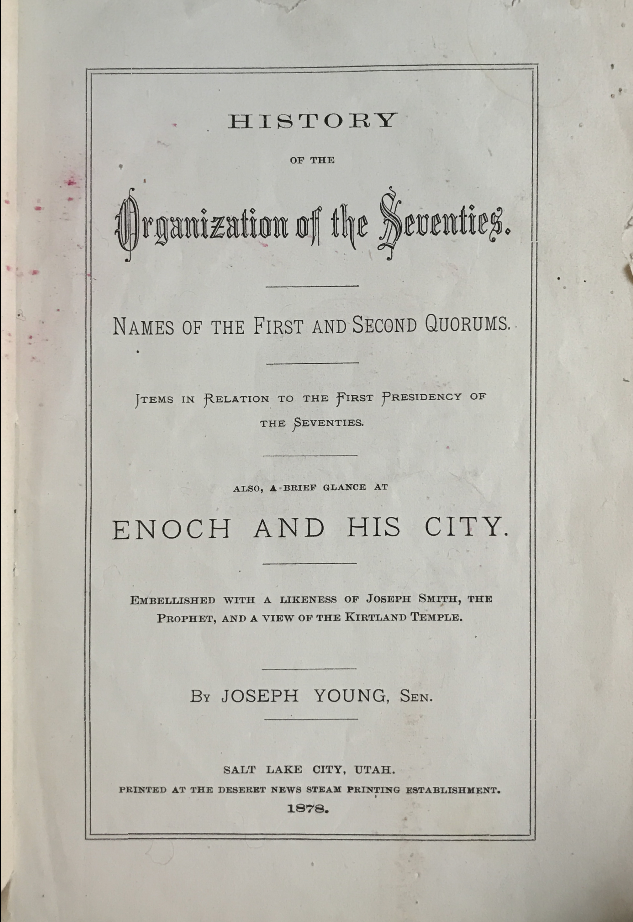 HISTORY
OF THE
Organization of the Seventies.
NAMES OF THE FIRST AND SECOND QUORUMS.
ITEMS IN RELATION TO THE FIRST PRESIDENCY OF
THE SEVENTIES.
ALSO, A BRIEF GLANCE AT
ENOCH AND HIS CITY.
EMBELLISHED WITH A LIKENESS OF JOSEPH SMITH, THE
PROPHET, AND A VIEW OF THE KIRTLAND TEMPLE.
BY JOSEPH YOUNG, SEN.
SALT LAKE CITY, UTAH.
PRINTED AT THE DESERET NEWS STEAM PRINTING ESTABLISHMENT.
1878.